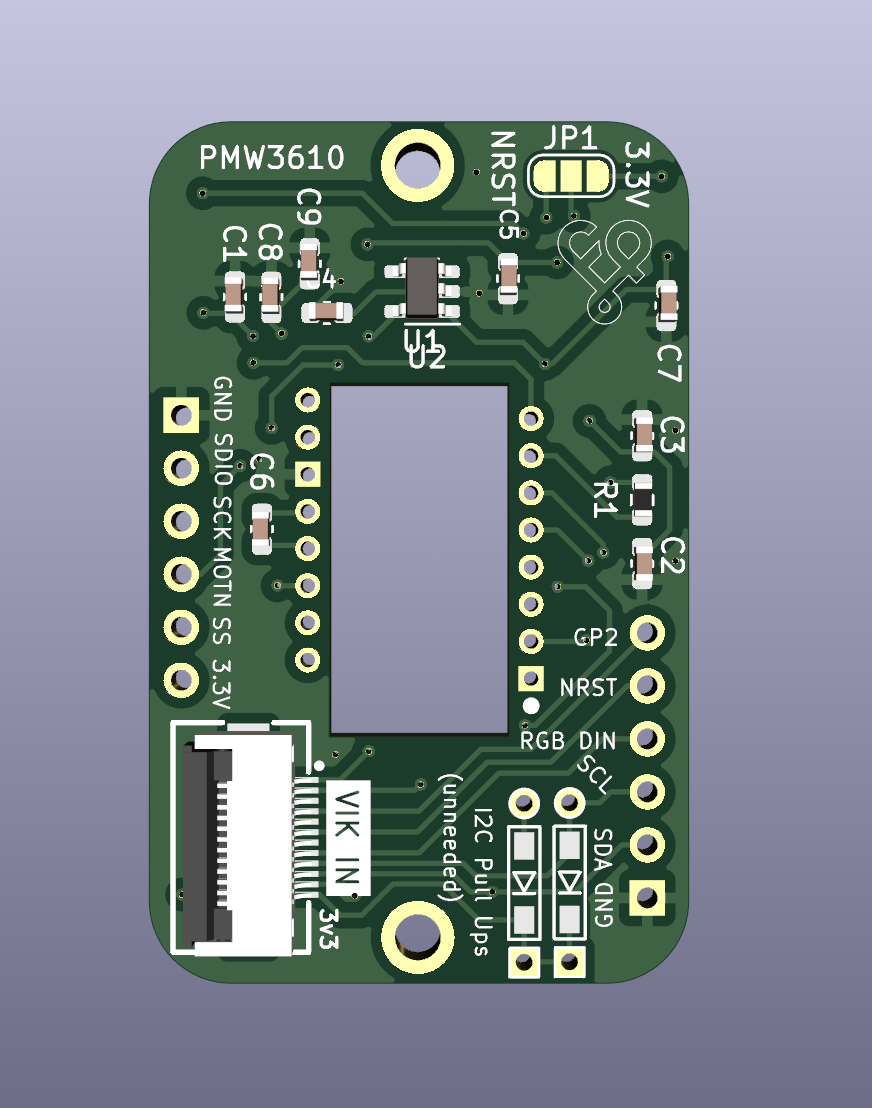 PMW3610
JP1
NRST
3.3V
C9
C5
C1
C8
4
U1
U2
C7
GND
SDIO
SCK
MOTN
SS
3.3V
C6
C3
R1
C2
CP2
NRST
RGB DIN
SCL
SDA
DNG
VIK IN
3v3
(unneeded)
I2C Pull Ups